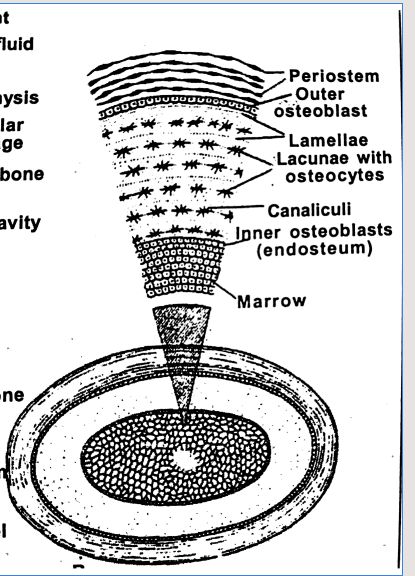 nt
fluid
Periostem
Outer
osteoblast
nysis
lar
ge
Lamellae
Lacunae with
osteocytes
bone
Canaliculi
avity
Inner osteoblasts
(endosteum)
Marrow
one